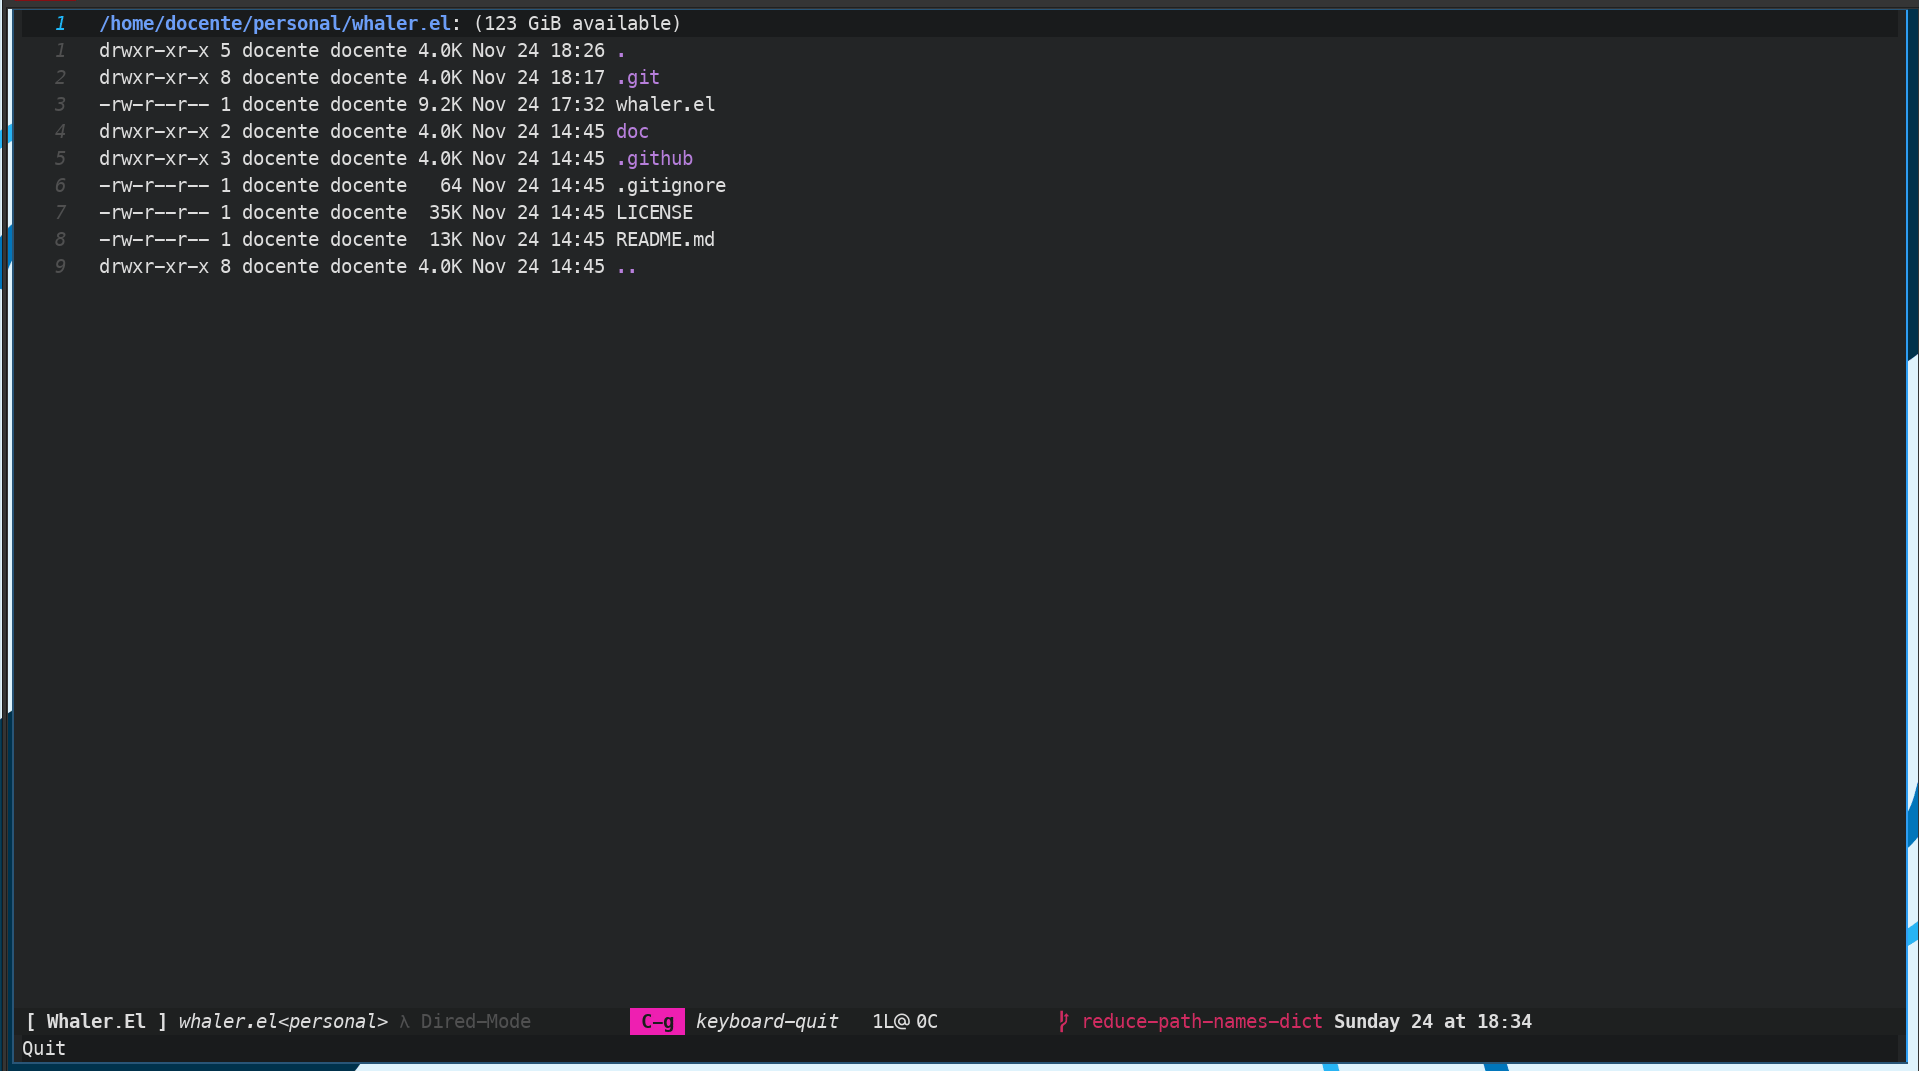 1 /home/docente/personal/whaler.el: (123 GiB available)
1 drwxr-xr-x 5 docente docente 4.0K Nov 24 18:26 .
2 drwxr-xr-x 8 docente docente 4.0K Nov 24 18:17 .git
3 -rw-r--r-- 1 docente docente 9.2K Nov 24 17:32 whaler.el
4 drwxr-xr-x 2 docente docente 4.0K Nov 24 14:45 doc
5 drwxr-xr-x 3 docente docente 4.0K Nov 24 14:45 .github
6 -rw-r--r-- 1 docente docente   64 Nov 24 14:45 .gitignore
7 -rw-r--r-- 1 docente docente  35K Nov 24 14:45 LICENSE
8 -rw-r--r-- 1 docente docente  13K Nov 24 14:45 README.md
9 drwxr-xr-x 8 docente docente 4.0K Nov 24 14:45 ..
[ Whaler.El ] whaler.el<personal> λ Dired-Mode C-g keyboard-quit 1L@0C reduce-path-names-dict Sunday 24 at 18:34
Quit